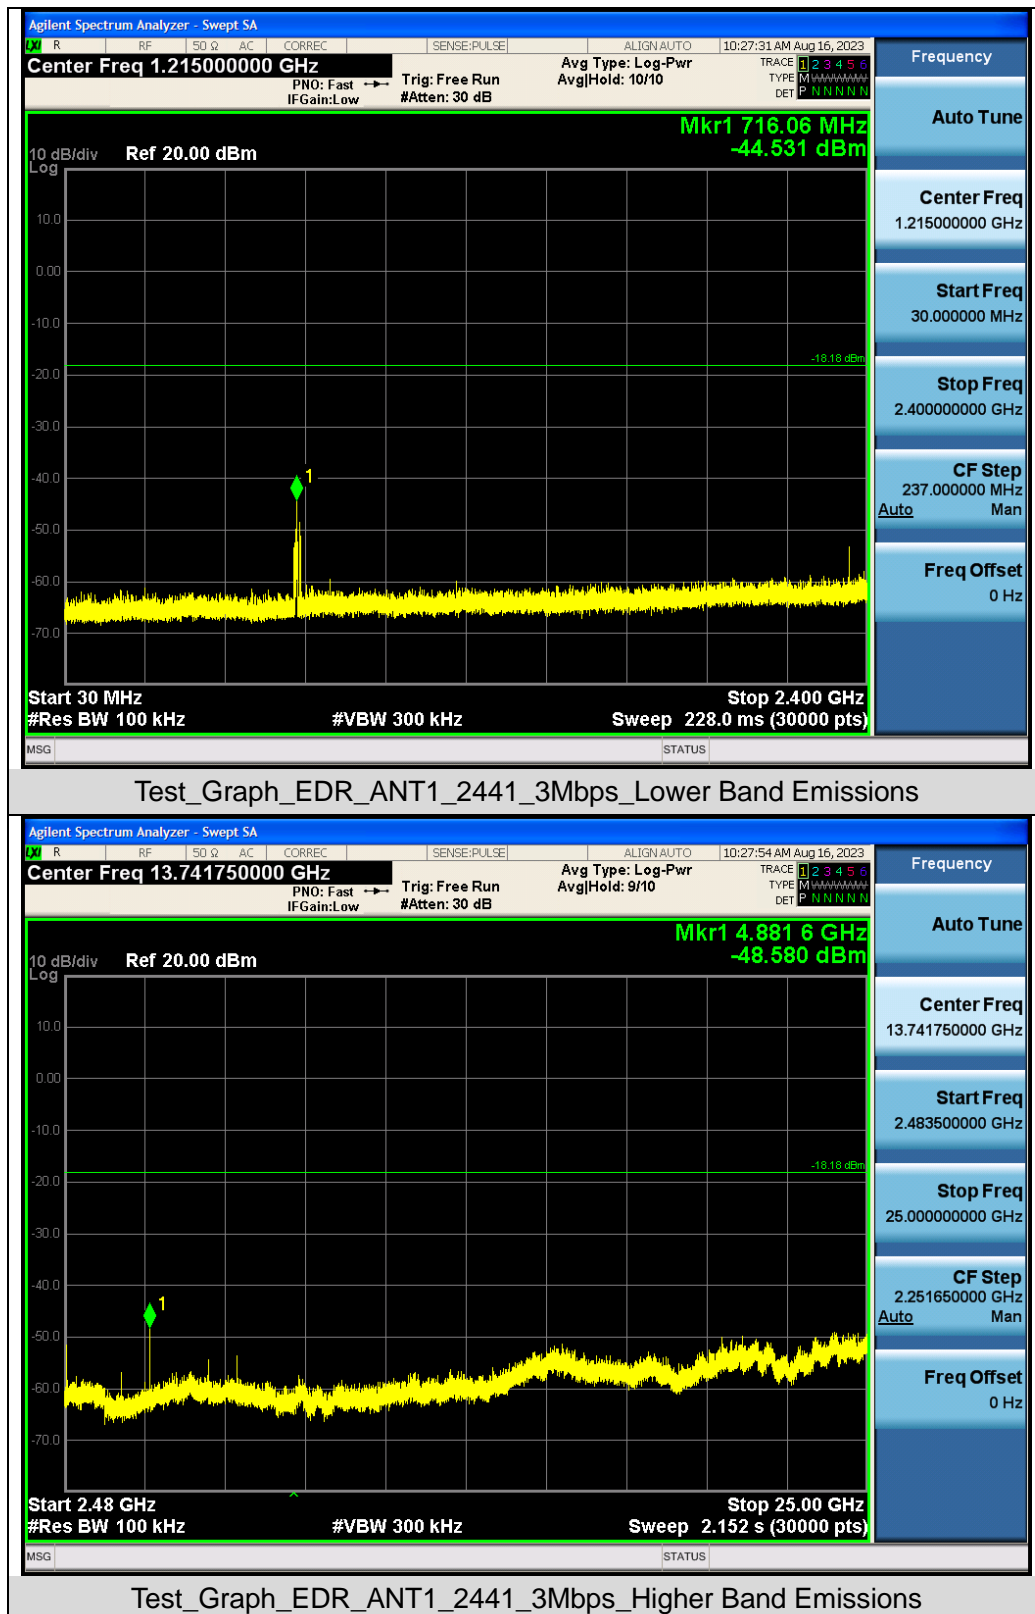 Agilent Spectrum Analyzer - Swept SA
LXI R RF 50 Ω AC CORREC SENSE:PULSE ALIGN AUTO 10:27:31 AM Aug 16, 2023
Center Freq 1.215000000 GHz
PNO: Fast
IFGain:Low
Trig: Free Run
#Atten: 30 dB
Avg Type: Log-Pwr
Avg|Hold: 10/10
TRACE 1 2 3 4 5 6
TYPE M
DET P N N N N N
Mkr1 716.06 MHz
-44.531 dBm
10 dB/div Ref 20.00 dBm
Log
10.0
0.00
-10.0
-18.18 dBm
-20.0
-30.0
-40.0
1
-50.0
-60.0
-70.0
Start 30 MHz Stop 2.400 GHz
#Res BW 100 kHz #VBW 300 kHz Sweep 228.0 ms (30000 pts)
MSG STATUS
Frequency
Auto Tune
Center Freq
1.215000000 GHz
Start Freq
30.000000 MHz
Stop Freq
2.400000000 GHz
CF Step
237.000000 MHz
Auto Man
Freq Offset
0 Hz
Test_Graph_EDR_ANT1_2441_3Mbps_Lower Band Emissions
Agilent Spectrum Analyzer - Swept SA
LXI R RF 50 Ω AC CORREC SENSE:PULSE ALIGN AUTO 10:27:54 AM Aug 16, 2023
Center Freq 13.741750000 GHz
PNO: Fast
IFGain:Low
Trig: Free Run
#Atten: 30 dB
Avg Type: Log-Pwr
Avg|Hold: 9/10
TRACE 1 2 3 4 5 6
TYPE M
DET P N N N N N
Mkr1 4.881 6 GHz
-48.580 dBm
10 dB/div Ref 20.00 dBm
Log
10.0
0.00
-10.0
-18.18 dBm
-20.0
-30.0
-40.0
1
-50.0
-60.0
-70.0
Start 2.48 GHz Stop 25.00 GHz
#Res BW 100 kHz #VBW 300 kHz Sweep 2.152 s (30000 pts)
MSG STATUS
Frequency
Auto Tune
Center Freq
13.741750000 GHz
Start Freq
2.483500000 GHz
Stop Freq
25.000000000 GHz
CF Step
2.251650000 GHz
Auto Man
Freq Offset
0 Hz
Test_Graph_EDR_ANT1_2441_3Mbps_Higher Band Emissions